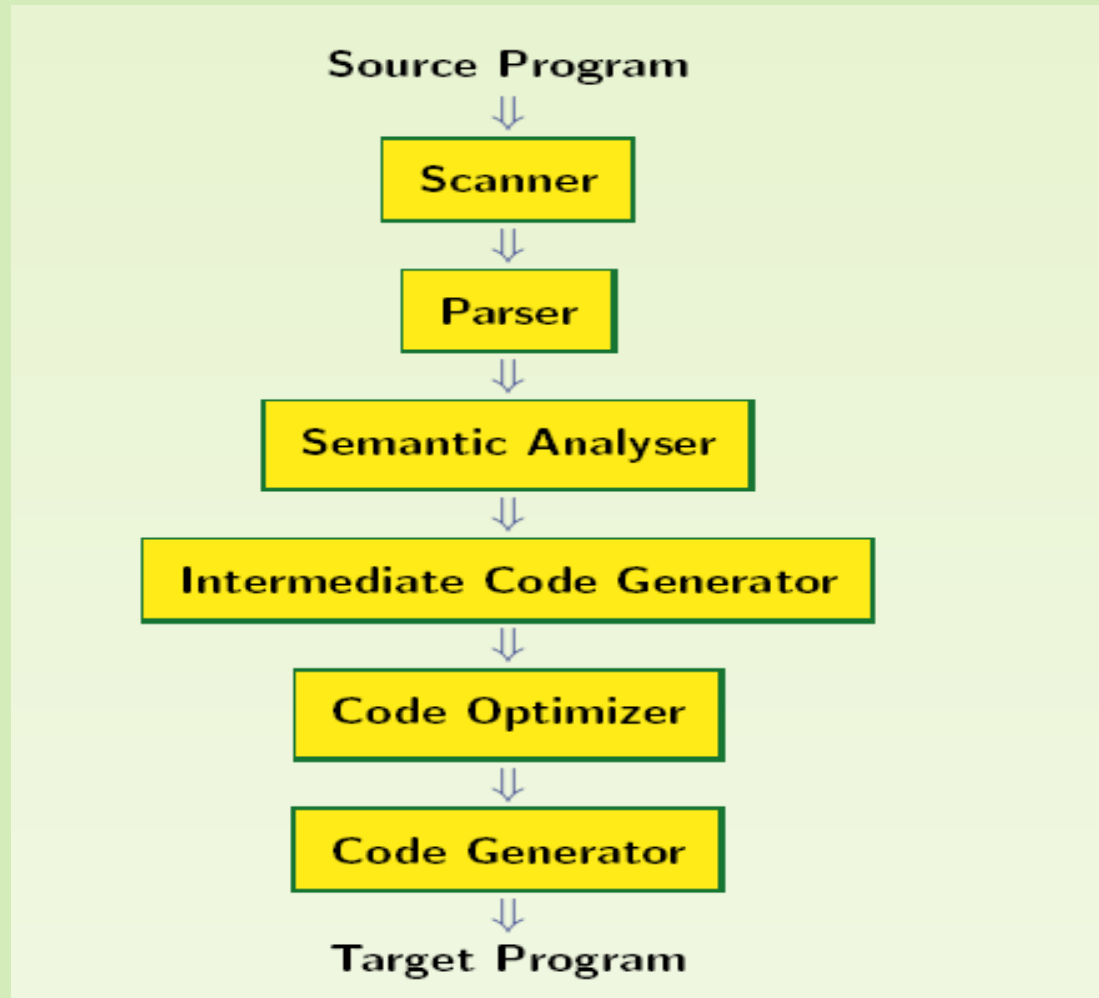 Source Program
Scanner
Parser
Semantic Analyser
Intermediate Code Generator
Code Optimizer
Code Generator
Target Program